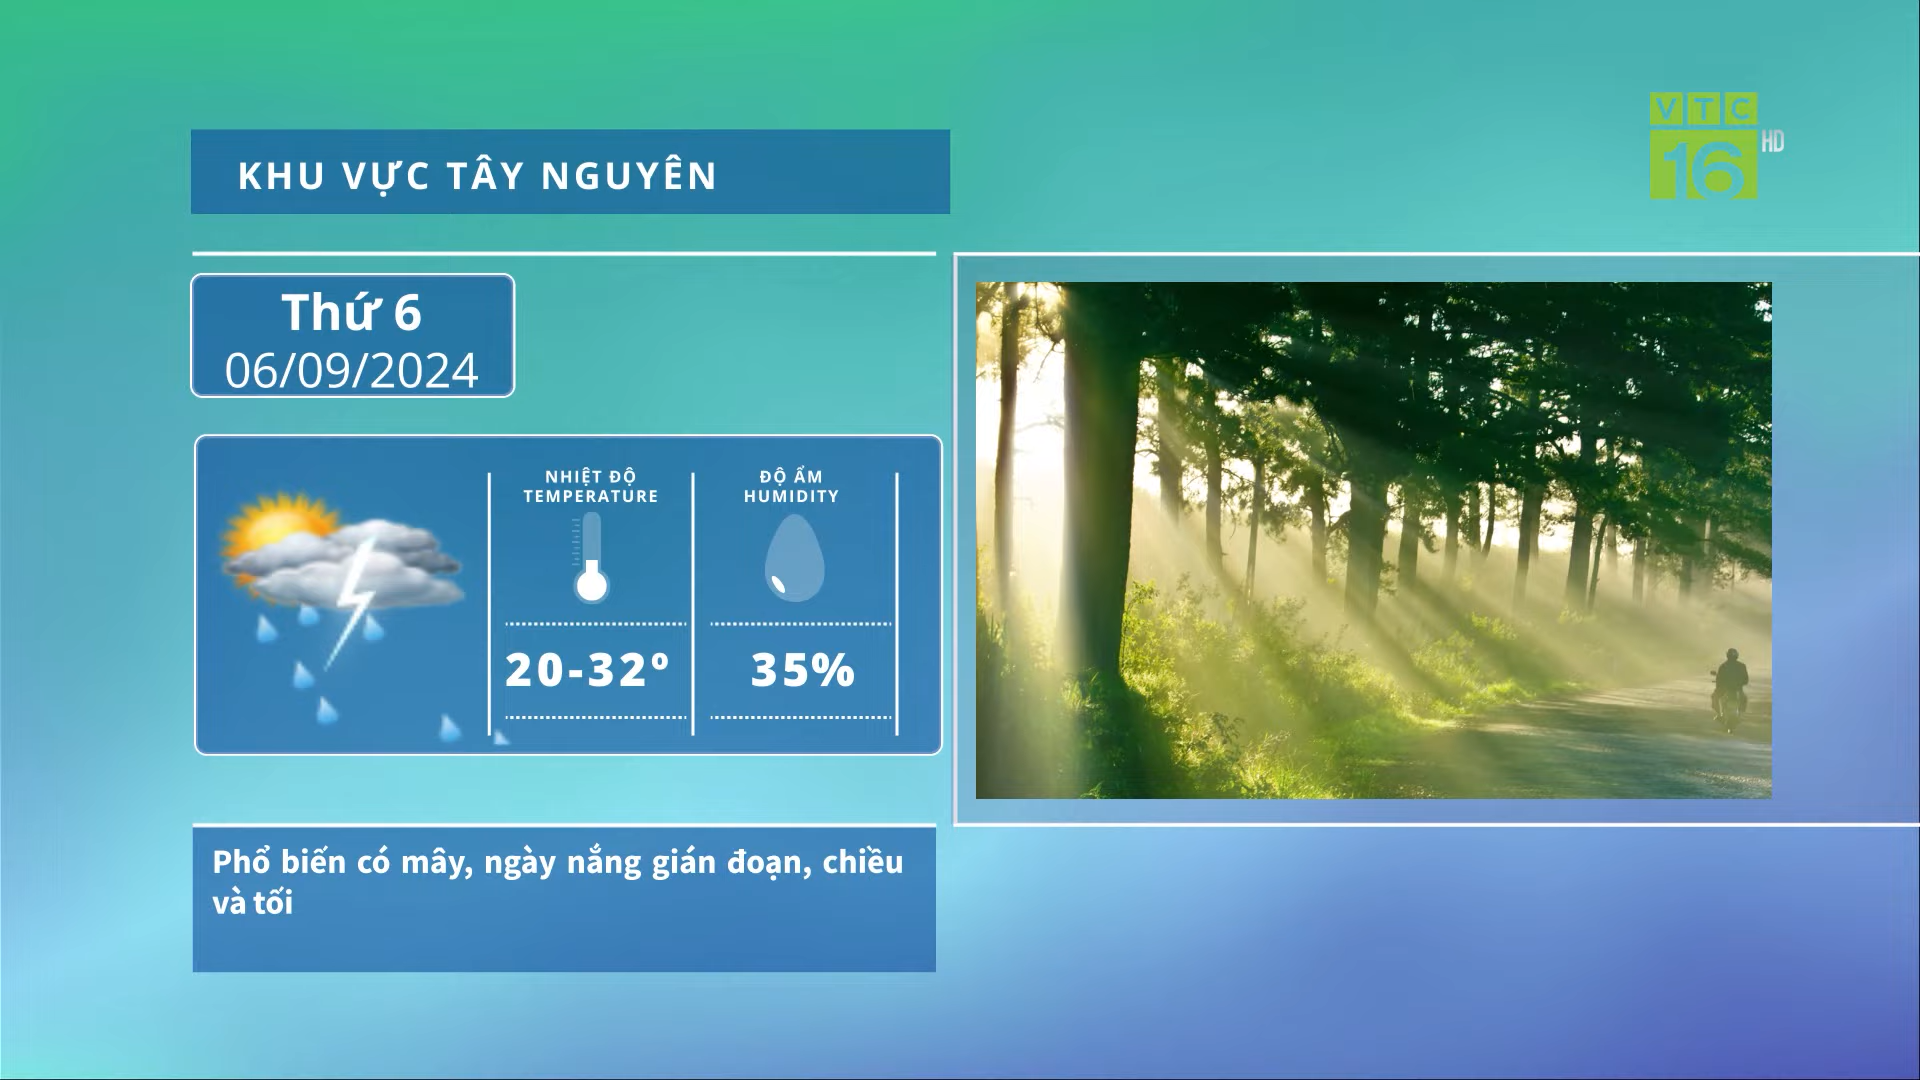 VTC
16 HD
KHU VỰC TÂY NGUYÊN
Thứ 6
06/09/2024
NHIỆT ĐỘ
TEMPERATURE
20-32º
ĐỘ ẨM
HUMIDITY
35%
Phổ biến có mây, ngày nắng gián đoạn, chiều
và tối